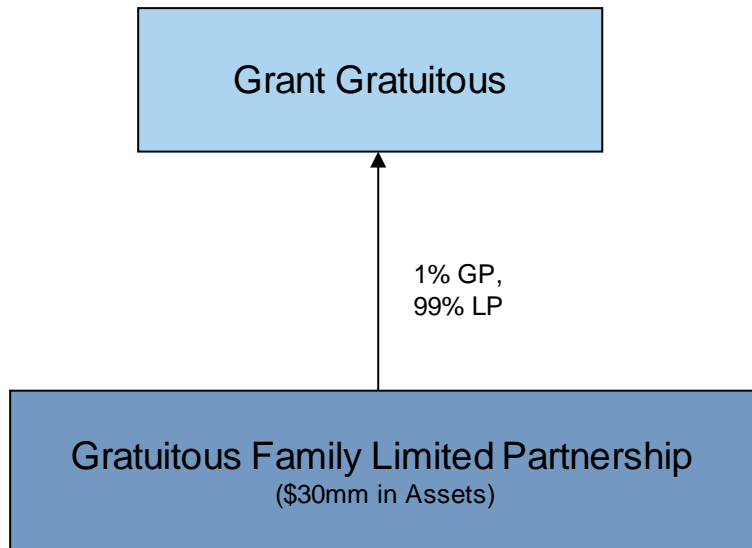 Grant Gratuitous
1% GP,
99% LP
Gratuitous Family Limited Partnership
($30mm in Assets)